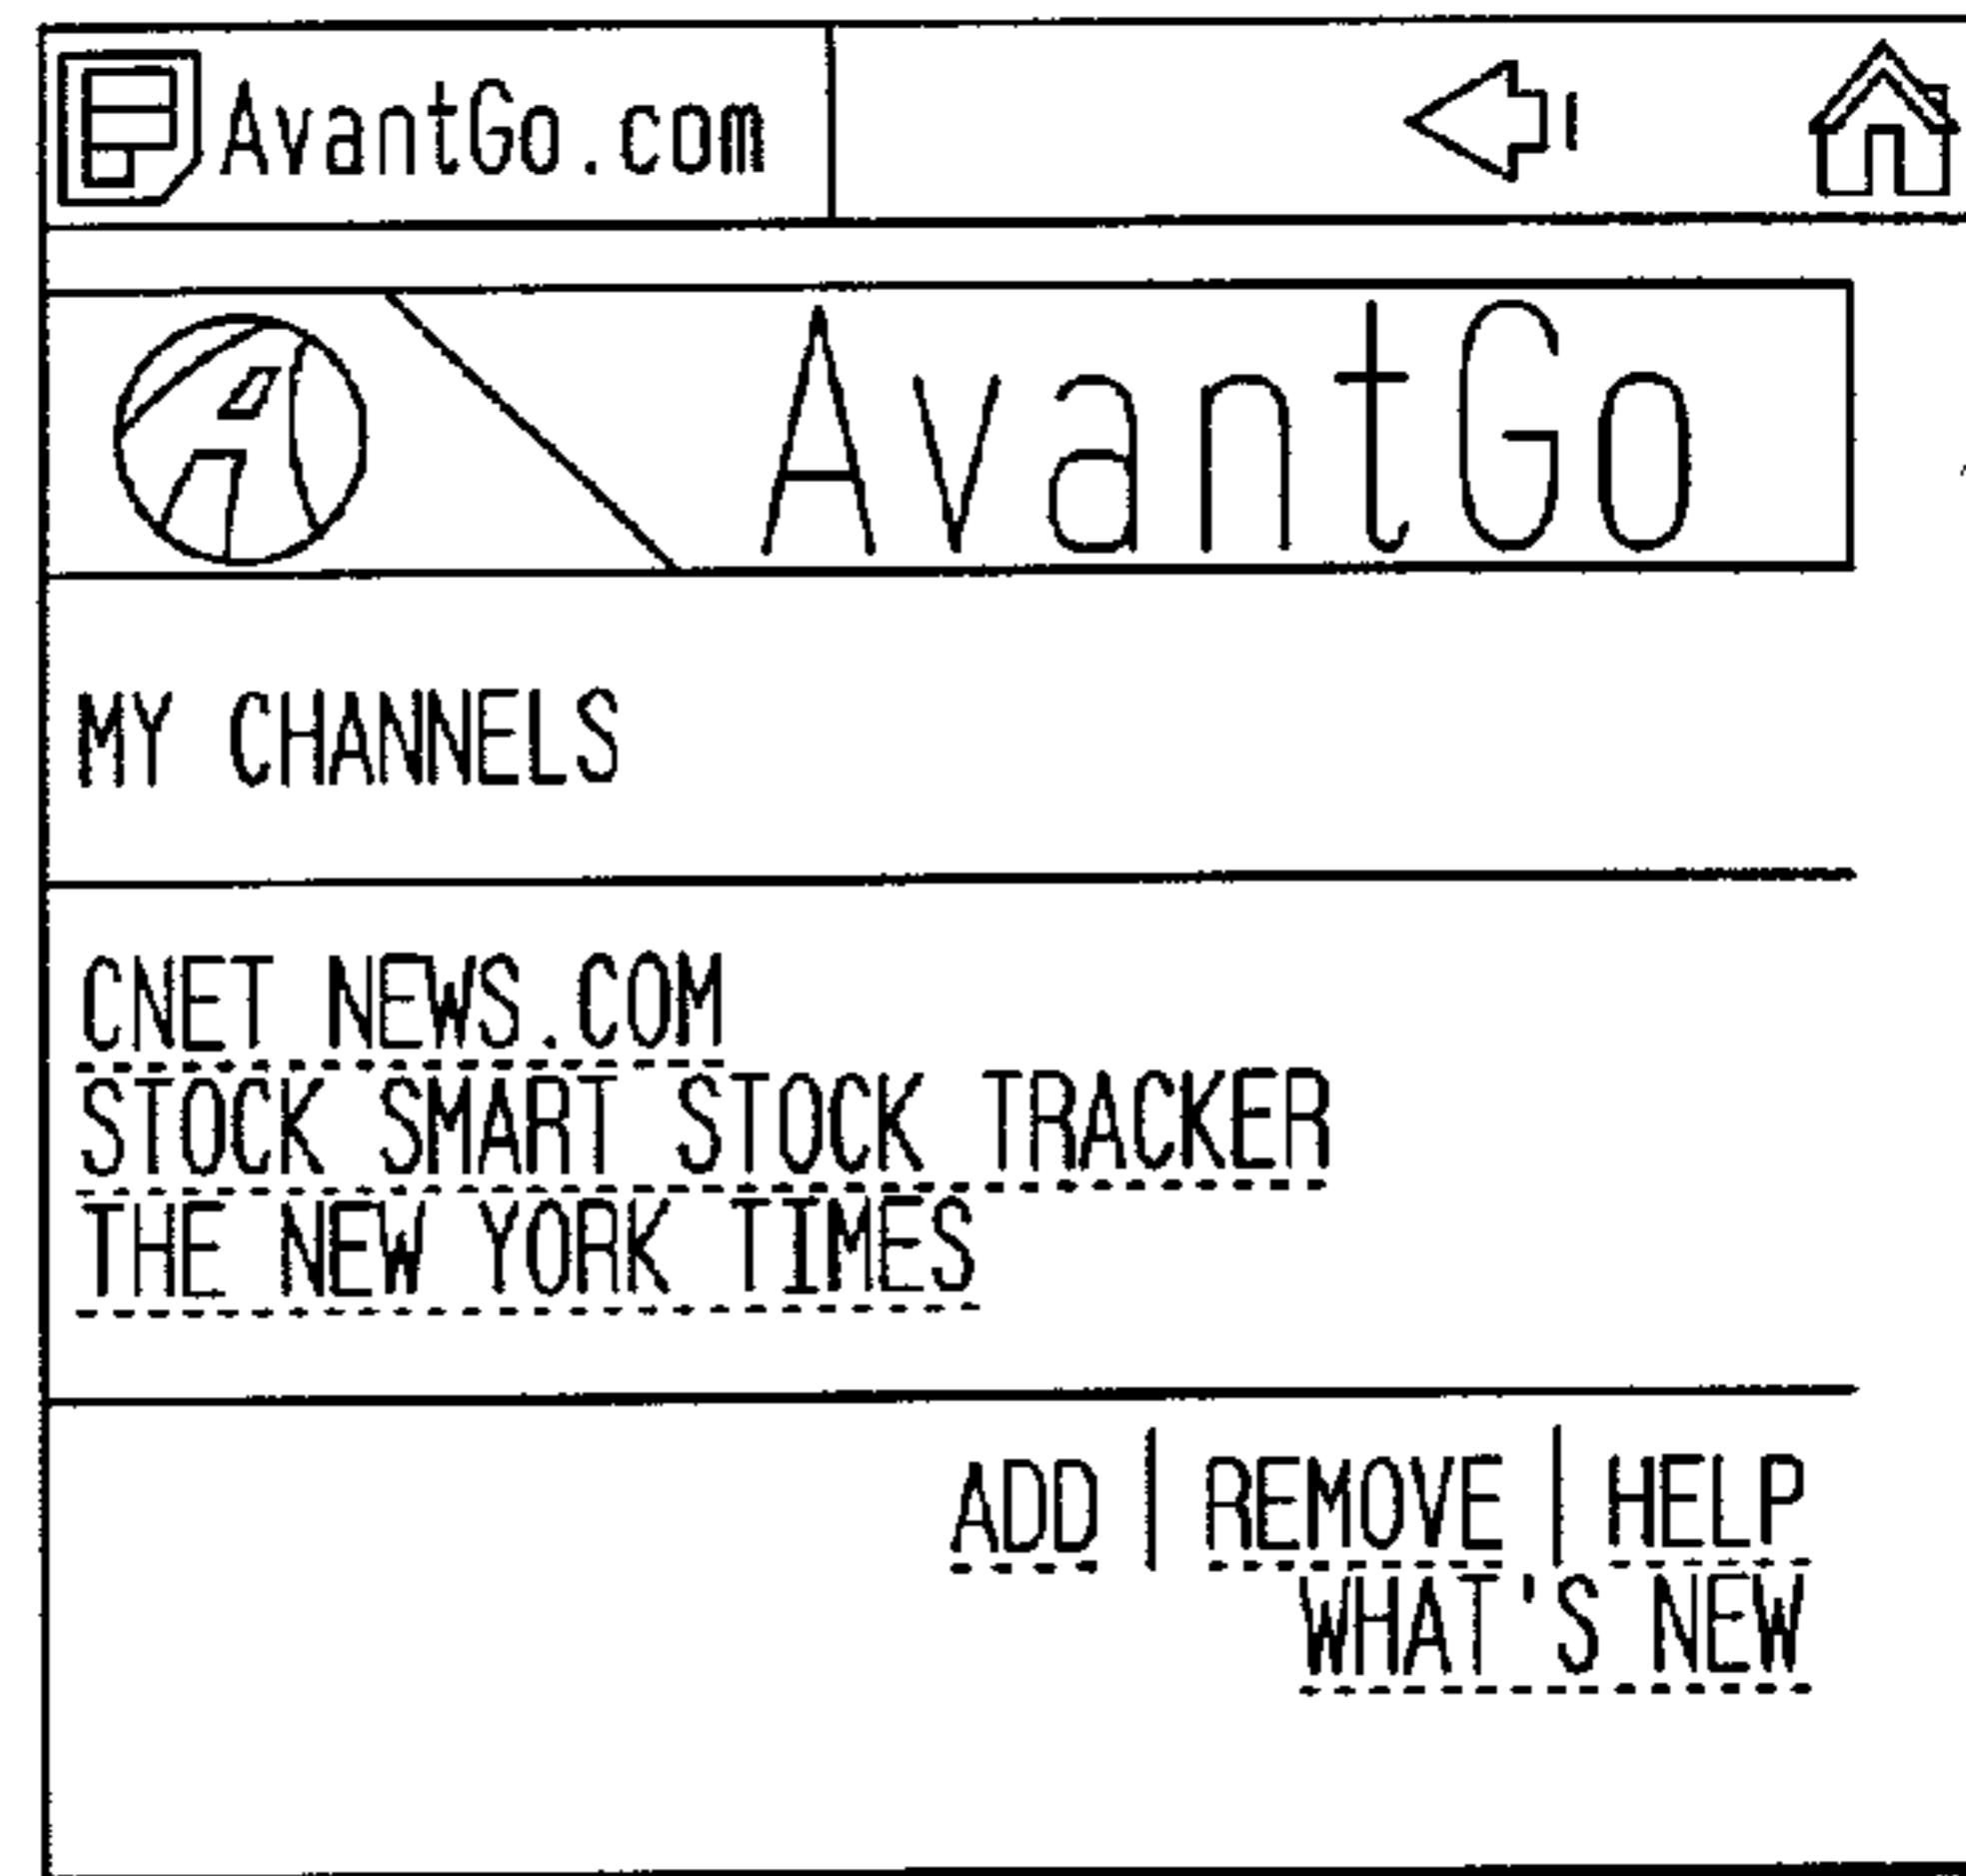 AvantGo.com
AvantGo
MY CHANNELS
CNET NEWS.COM
STOCK SMART STOCK TRACKER
THE NEW YORK TIMES
ADD | REMOVE | HELP
WHAT'S NEW